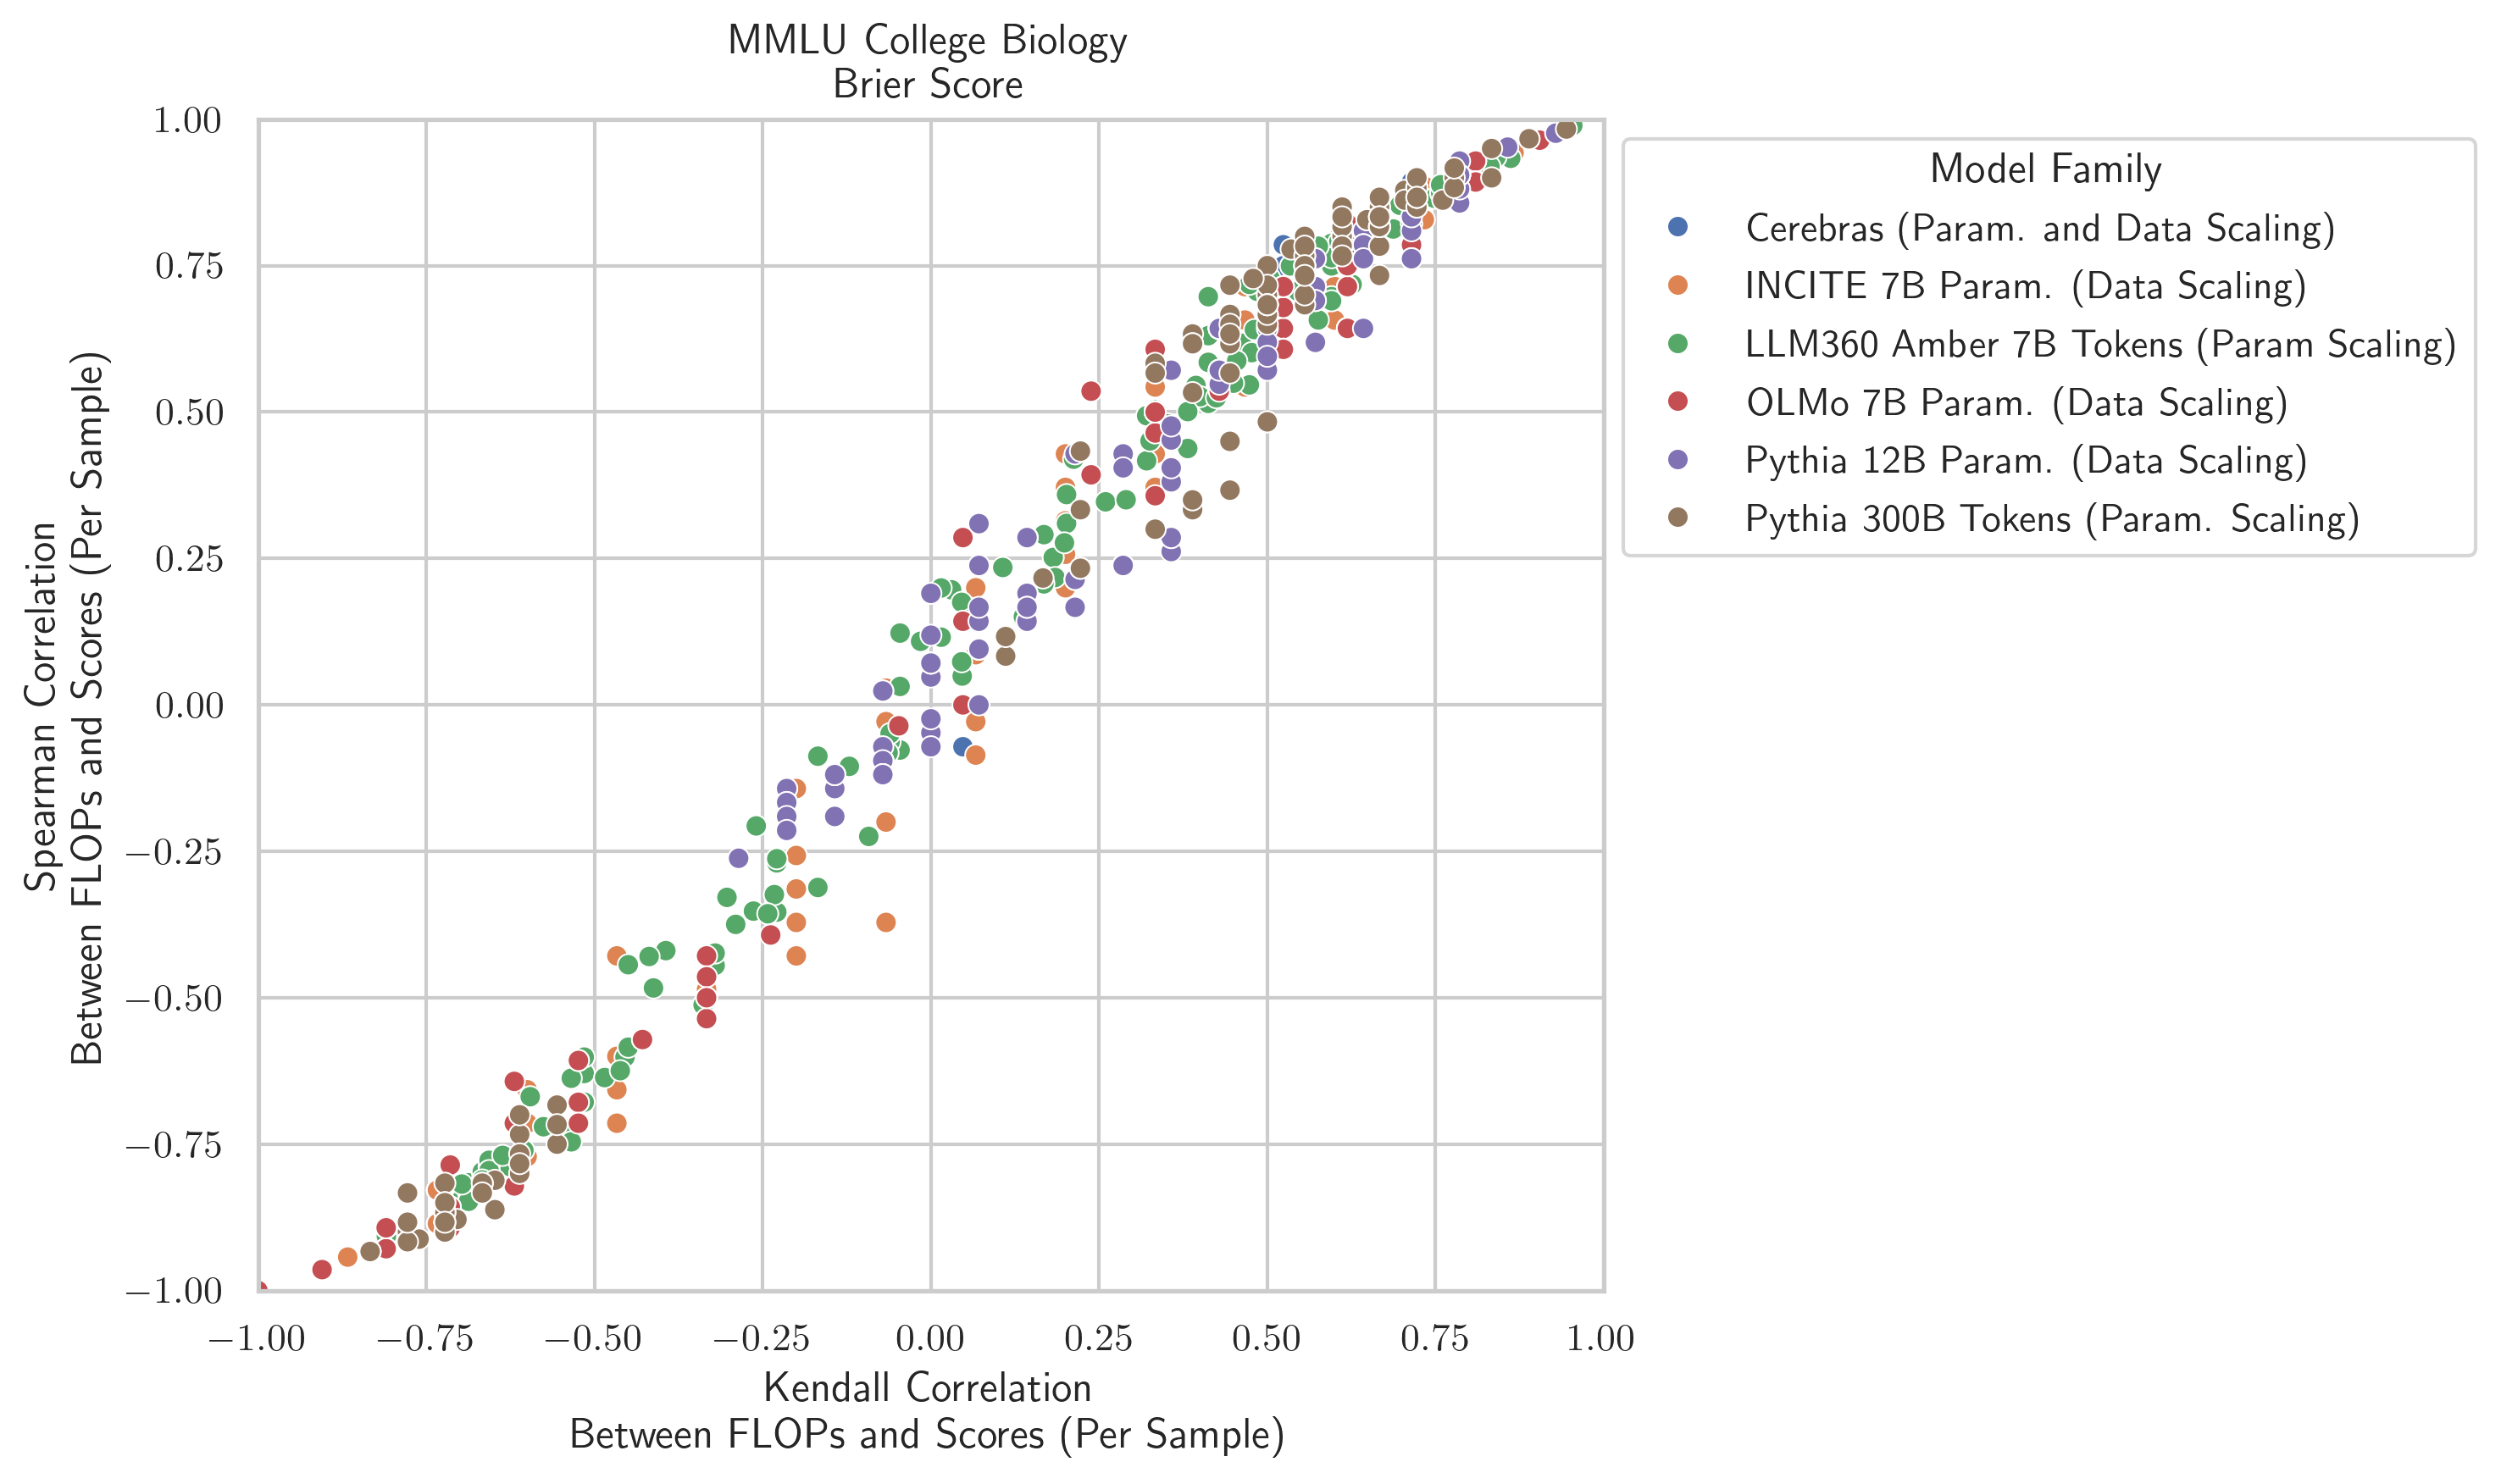 MMLU College Biology
Brier Score
1.00
0.75
0.50
0.25
0.00
−0.25
−0.50
−0.75
−1.00
Spearman Correlation
Between FLOPs and Scores (Per Sample)
−1.00
−0.75
−0.50
−0.25
0.00
0.25
0.50
0.75
1.00
Kendall Correlation
Between FLOPs and Scores (Per Sample)
Model Family
Cerebras (Param. and Data Scaling)
INCITE 7B Param. (Data Scaling)
LLM360 Amber 7B Tokens (Param Scaling)
OLMo 7B Param. (Data Scaling)
Pythia 12B Param. (Data Scaling)
Pythia 300B Tokens (Param. Scaling)